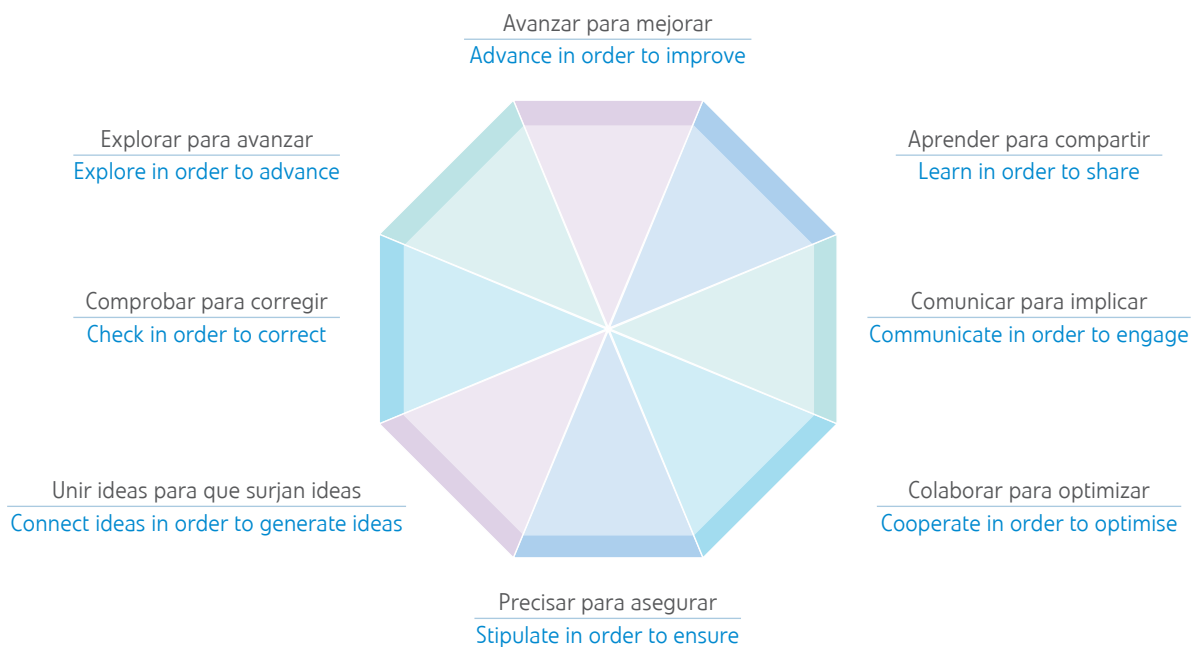 Avanzar para mejorar
Advance in order to improve
Explorar para avanzar
Explore in order to advance
Aprender para compartir
Learn in order to share
Comprobar para corregir
Check in order to correct
Comunicar para implicar
Communicate in order to engage
Unir ideas para que surjan ideas
Connect ideas in order to generate ideas
Colaborar para optimizar
Cooperate in order to optimise
Precisar para asegurar
Stipulate in order to ensure